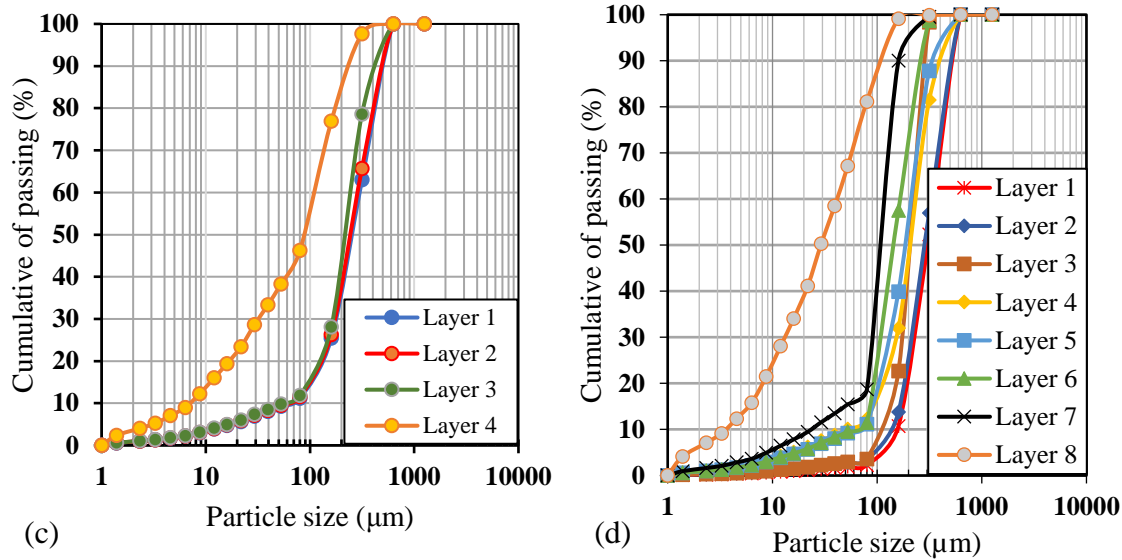 100
90
80
70
60
50
40
30
20
10
0
Cumulative of passing (%)
1 10 100 1000 10000
Particle size (µm)
Layer 1
Layer 2
Layer 3
Layer 4
(c)
100
90
80
70
60
50
40
30
20
10
0
Cumulative of passing (%)
1 10 100 1000 10000
Particle size (µm)
Layer 1
Layer 2
Layer 3
Layer 4
Layer 5
Layer 6
Layer 7
Layer 8
(d)